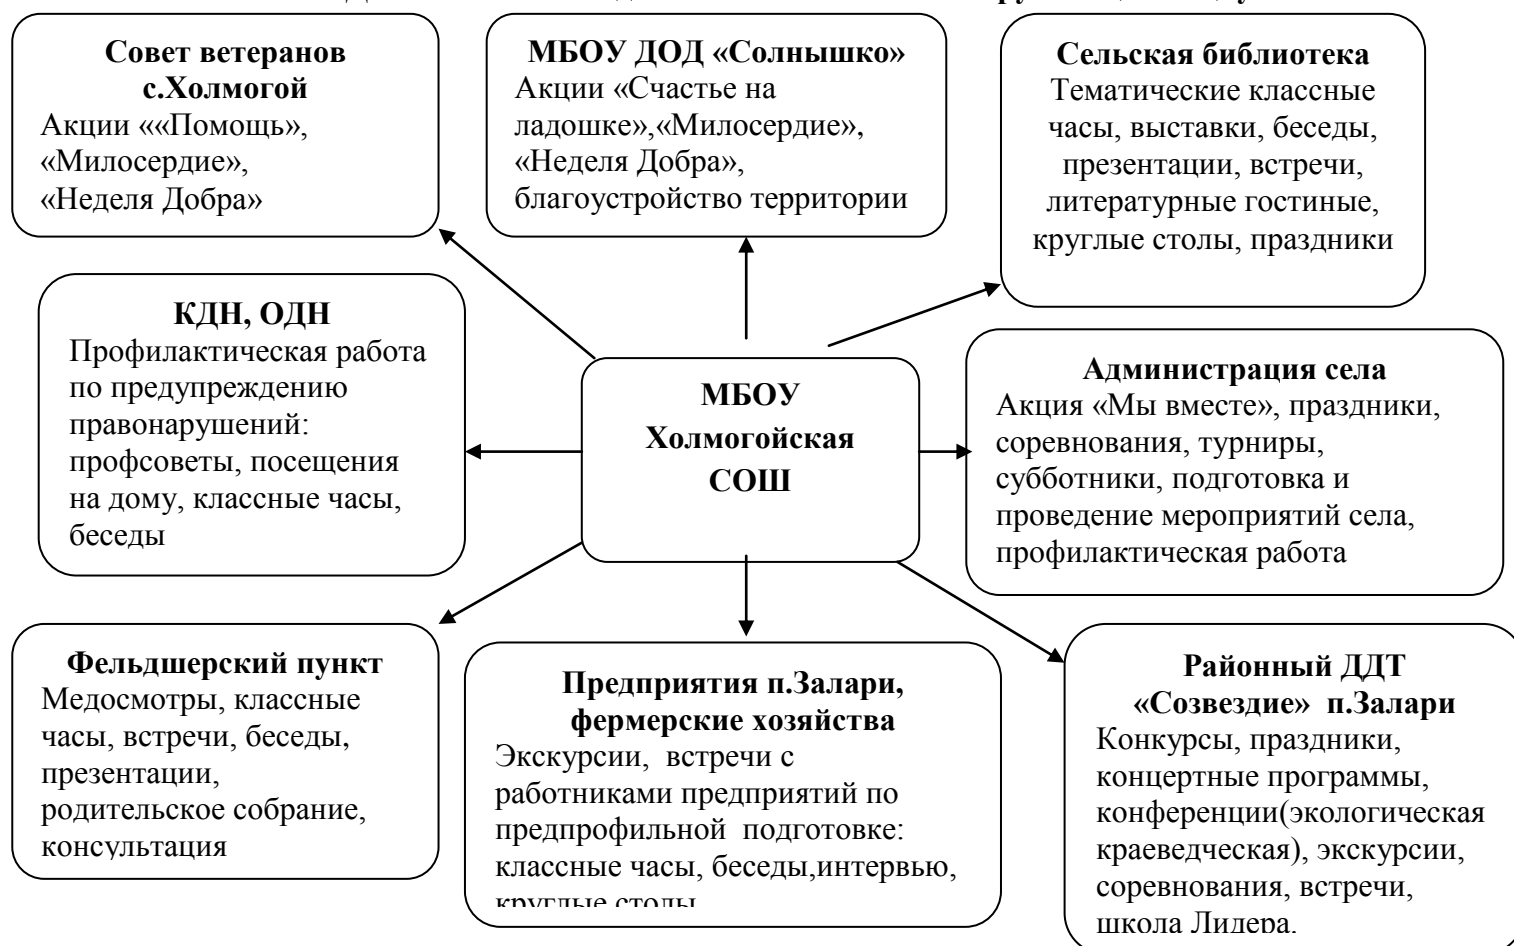 Совет ветеранов
с.Холмогой
Акции ««Помощь»,
«Милосердие»,
«Неделя Добра»
МБОУ ДОД «Солнышко»
Акции «Счастье на
ладошке»,«Милосердие»,
«Неделя Добра»,
благоустройство территории
Сельская библиотека
Тематические классные
часы, выставки, беседы,
презентации, встречи,
литературные гостиные,
круглые столы, праздники
КДН, ОДН
Профилактическая работа
по предупреждению
правонарушений:
профсоветы, посещения
на дому, классные часы,
беседы
МБОУ
Холмогойская
СОШ
Администрация села
Акция «Мы вместе», праздники,
соревнования, турниры,
субботники, подготовка и
проведение мероприятий села,
профилактическая работа
Фельдшерский пункт
Медосмотры, классные
часы, встречи, беседы,
презентации,
родительское собрание,
консультация
Предприятия п.Залари,
фермерские хозяйства
Экскурсии, встречи с
работниками предприятий по
предпрофильной подготовке:
классные часы, беседы,интервью,
круглые столы
Районный ДДТ
«Созвездие» п.Залари
Конкурсы, праздники,
концертные программы,
конференции(экологическая
краеведческая), экскурсии,
соревнования, встречи,
школа Лидера.